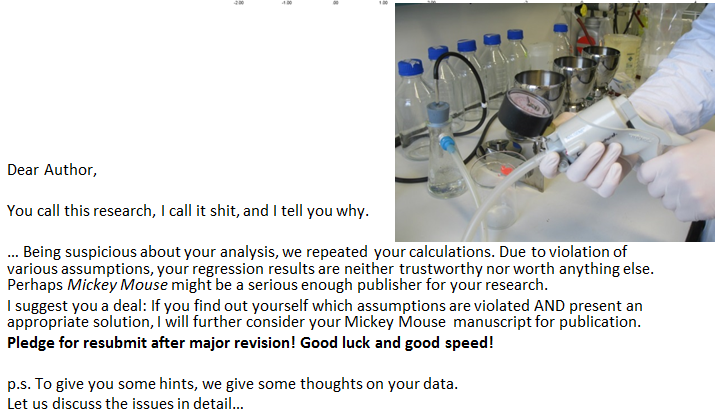 -2.00 -1.00 .00 1.00 2.00
Dear Author,
You call this research, I call it shit, and I tell you why.
... Being suspicious about your analysis, we repeated your calculations. Due to violation of
various assumptions, your regression results are neither trustworthy nor worth anything else.
Perhaps Mickey Mouse might be a serious enough publisher for your research.
I suggest you a deal: If you find out yourself which assumptions are violated AND present an
appropriate solution, I will further consider your Mickey Mouse manuscript for publication.
Pledge for resubmit after major revision! Good luck and good speed!
p.s. To give you some hints, we give some thoughts on your data.
Let us discuss the issues in detail...